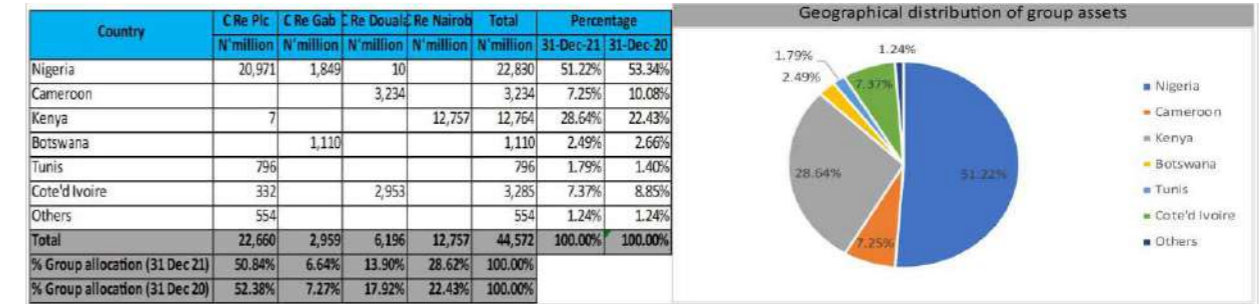 Country C Re Plc C Re Gab C Re Douala C Re Nairob Total Percentage
N'million N'million N'million N'million N'million 31-Dec-21 31-Dec-20
Nigeria 20,971 1,849 10 22,830 51.22% 53.34%
Cameroon 3,234 3,234 7.25% 10.08%
Kenya 7 12,757 12,764 28.64% 22.43%
Botswana 1,110 1,110 2.49% 2.66%
Tunis 796 796 1.79% 1.40%
Cote'd Ivoire 332 2,953 3,285 7.37% 8.85%
Others 554 554 1.24% 1.24%
Total 22,660 2,959 6,196 12,757 44,572 100.00% 100.00%
% Group allocation (31 Dec 21) 50.84% 6.64% 13.90% 28.62% 100.00%
% Group allocation (31 Dec 20) 52.38% 7.27% 17.92% 22.43% 100.00%
Geographical distribution of group assets
1.24%
1.79%
2.49%
7.37%
28.64%
51.22%
7.25%
Nigeria
Cameroon
Kenya
Botswana
Tunis
Cote'd Ivoire
Others